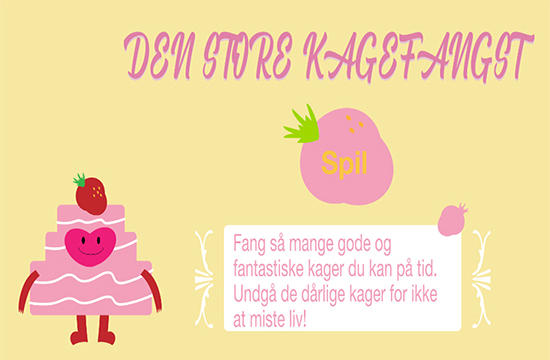 DEN STORE KAGEFANGST
Spil
Fang så mange gode og
fantastiske kager du kan på tid.
Undgå de dårlige kager for ikke
at miste liv!